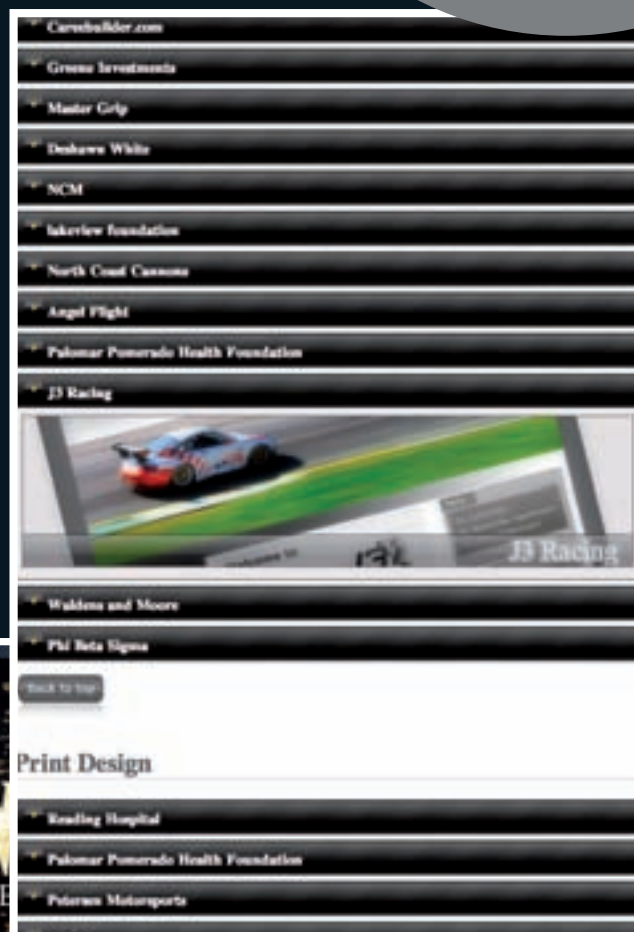 Greene Investments
Master Grip
Deshawn White
NCM
lakeview foundation
North Coast Cannons
Angel Flight
Palomar Pomerado Health Foundation
J3 Racing
J3 Racing
Waldens and Moore
Phi Beta Sigma
Back to top
Print Design
Reading Hospital
Palomar Pomerado Health Foundation
Petersen Motorsports